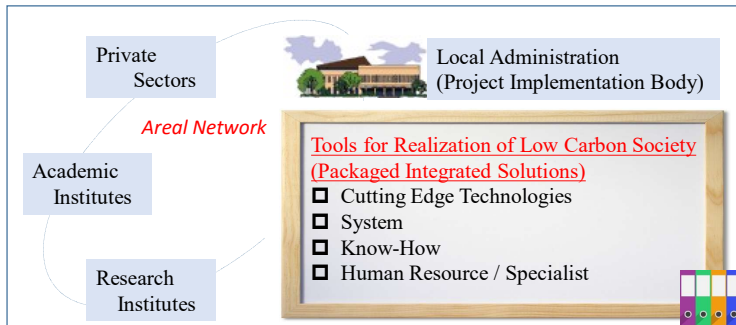 Private
Sectors
Local Administration
(Project Implementation Body)
Areal Network
Tools for Realization of Low Carbon Society
(Packaged Integrated Solutions)
Cutting Edge Technologies
System
Know-How
Human Resource / Specialist
Academic
Institutes
Research
Institutes